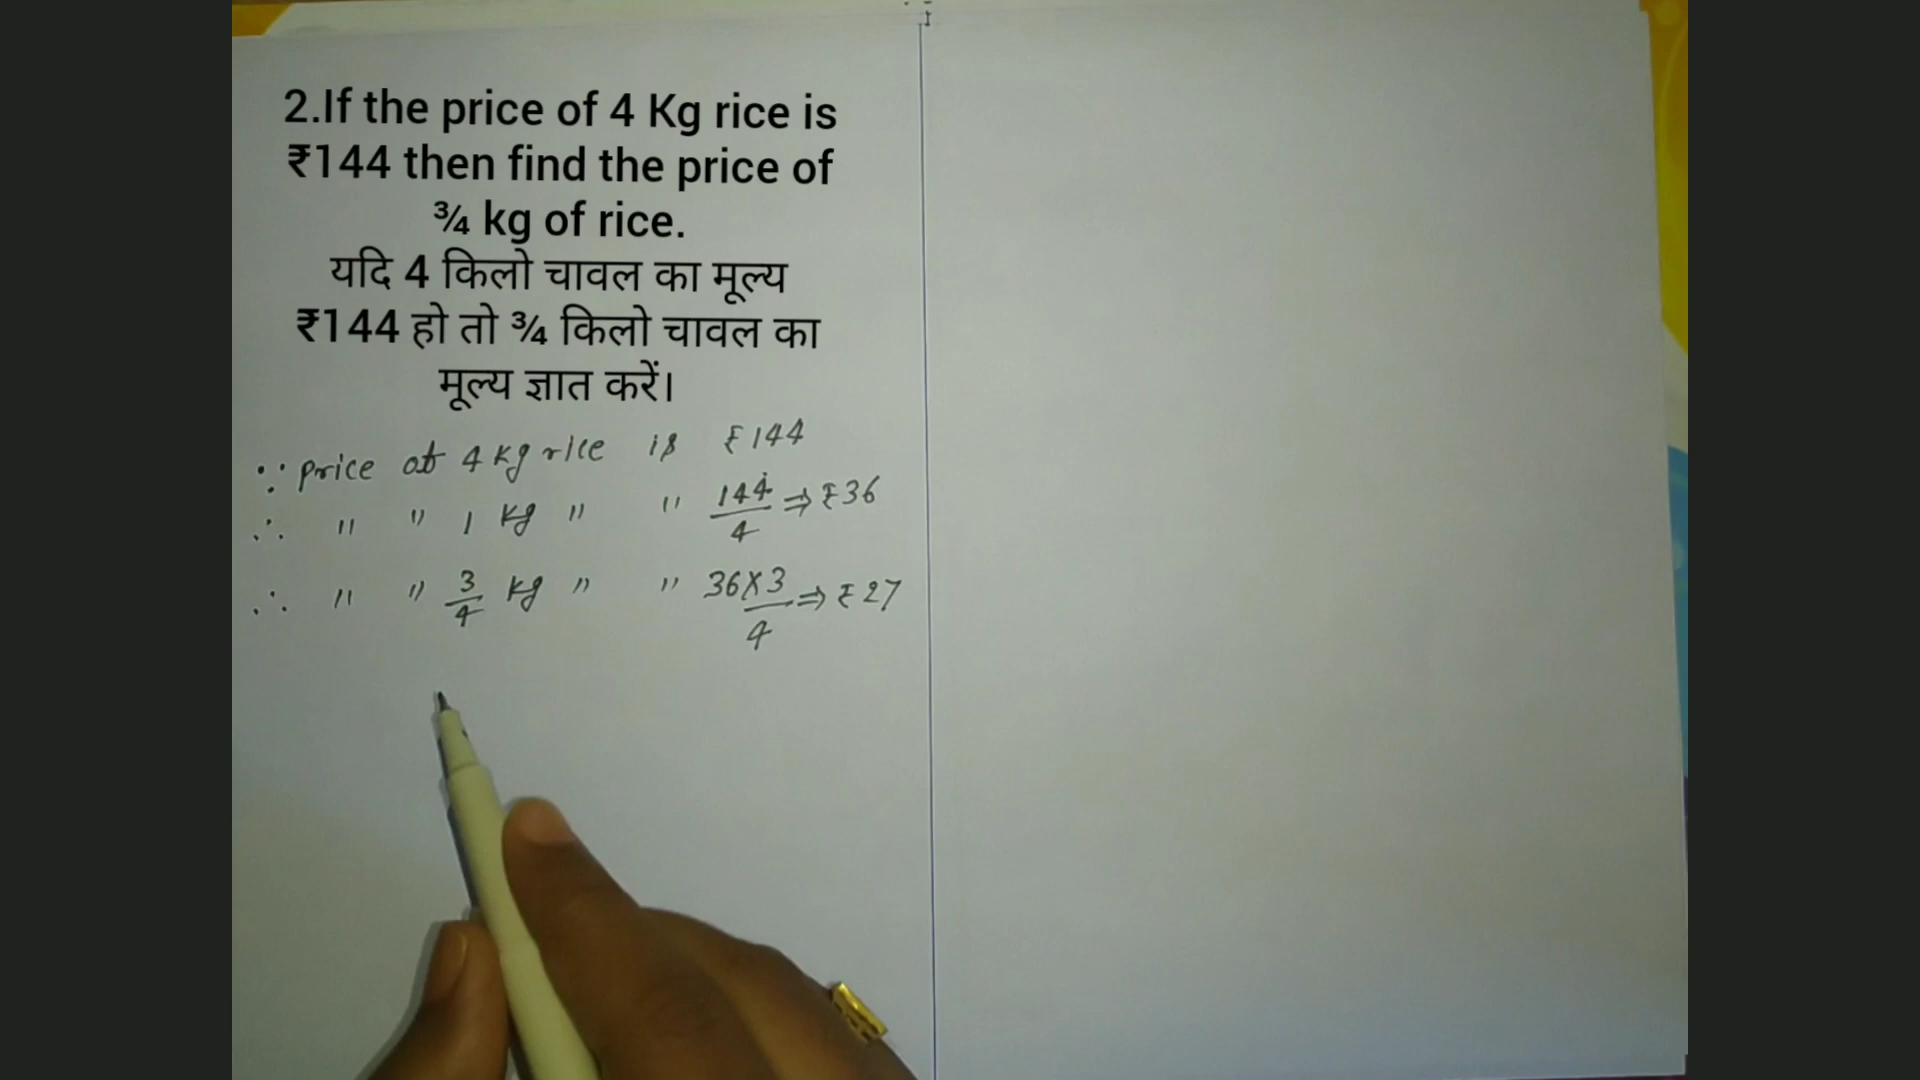 2.If the price of 4 Kg rice is
₹144 then find the price of
¾ kg of rice.
यदि 4 किलो चावल का मूल्य
₹144 हो तो ¾ किलो चावल का
मूल्य ज्ञात करें।
∵ price of 4 kg rice is ₹144
∴ " " 1 kg " " 144/4 ⇒ ₹36
∴ " " 3/4 kg " " 36×3/4 ⇒ ₹27